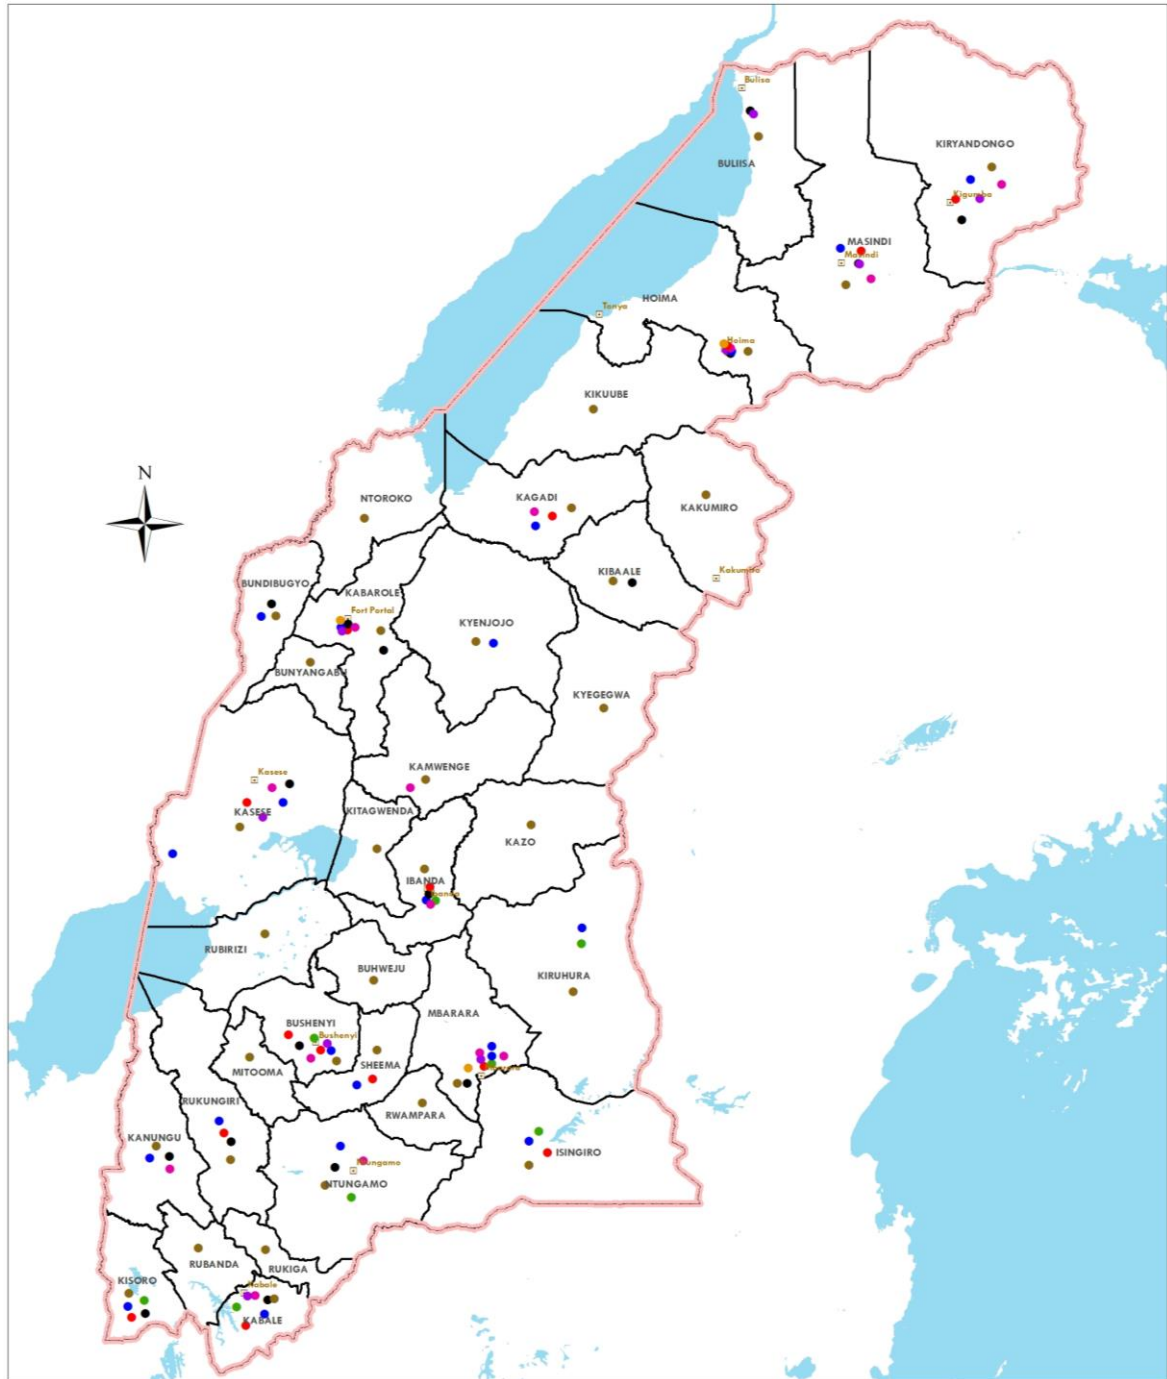 Bulisa
BULIISA
KIRYANDONGO
Kigumba
MASINDI
Masindi
HOIMA
Tonya
Hoima
KIKUUBE
N
NTOROKO
KAGADI
KAKUMIRO
KIBAALE
Kakumba
BUNDIBUGYO
KABAROLE
Fort Portal
KYENJOJO
BUNYANGABU
KYEGEGWA
Kasese
KAMWENGE
KASESE
KITAGWENDA
KAZO
IBANDA
RUBIRIZI
BUHWEJU
KIRUHURA
MBARARA
BUSHENYI
Bushenyi
MITOOMA
SHEEMA
RUKUNGIRI
RWAMPARA
KANUNGU
ISINGIRO
Ntungamo
NTUNGAMO
RUBANDA
RUKIGA
KISORO
Kabale
KABALE